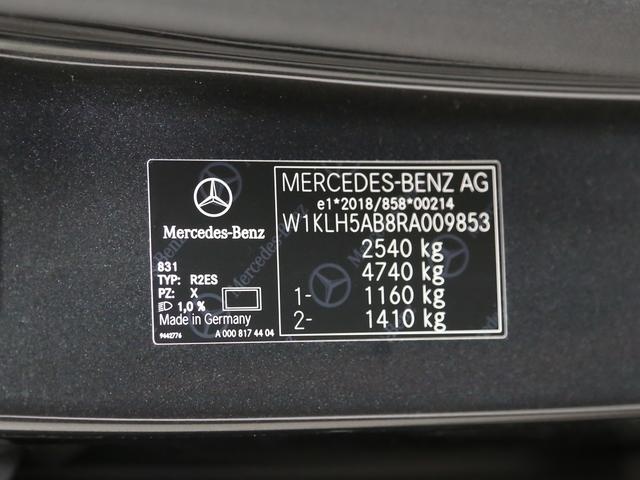 Mercedes-Benz
831
TYP: R2ES
PZ: X
1,0 %
Made in Germany
9442776
A 000 817 44 04
MERCEDES-BENZ AG
e1*2018/858*00214
W1KLH5AB8RA009853
2540 kg
4740 kg
1- 1160 kg
2- 1410 kg